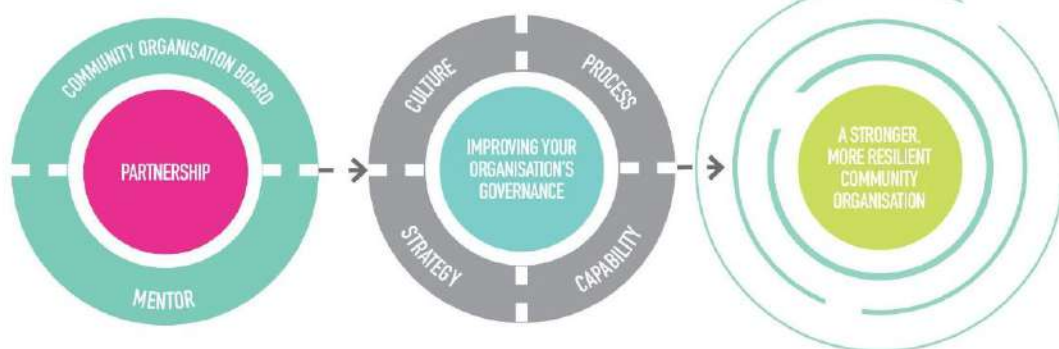 COMMUNITY ORGANISATION BOARD
PARTNERSHIP
MENTOR
CULTURE
PROCESS
IMPROVING YOUR
ORGANISATION'S
GOVERNANCE
STRATEGY
CAPABILITY
A STRONGER,
MORE RESILIENT
COMMUNITY
ORGANISATION